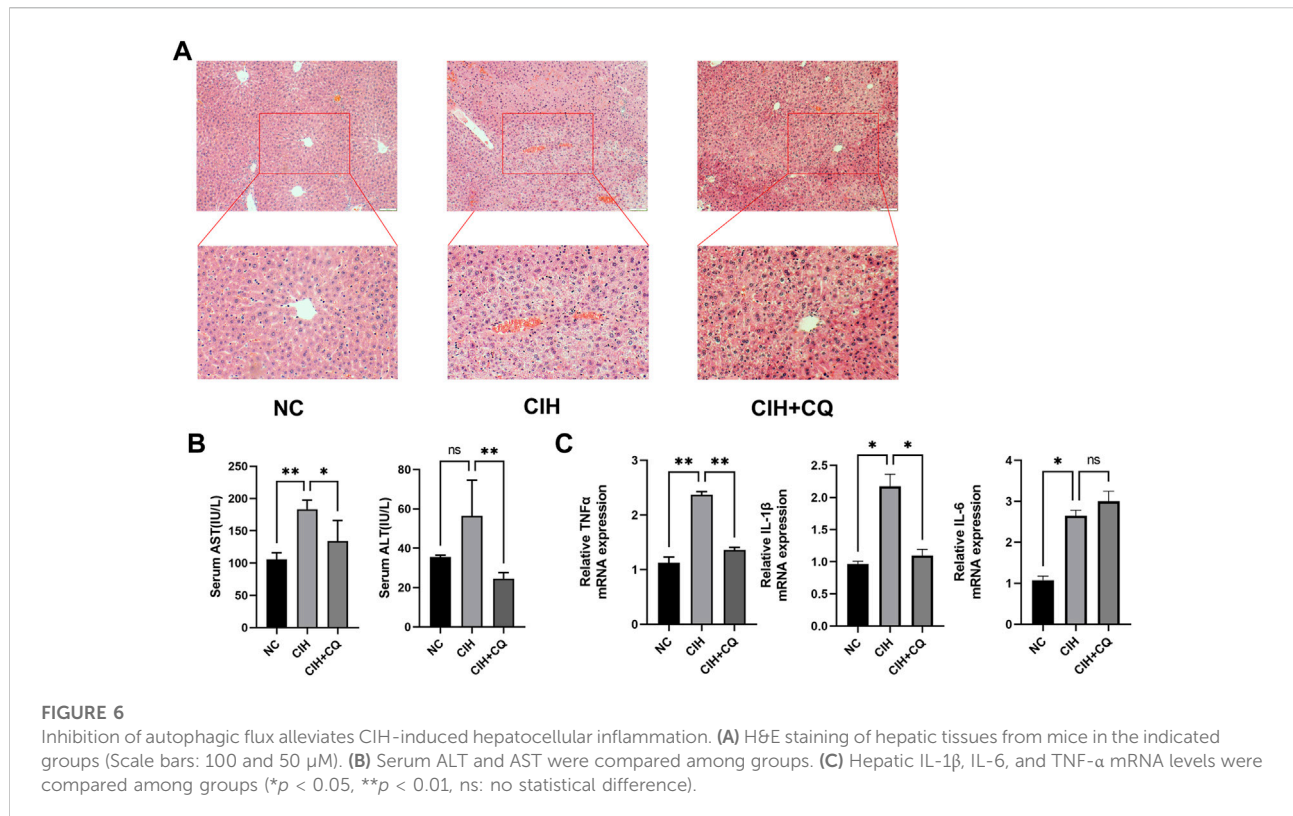 A
NC
CIH
CIH+CQ
B
Serum AST(IU/L)
250
200
150
100
50
0
**
*
NC
CIH
CIH+CQ
Serum ALT(IU/L)
80
60
40
20
0
ns
**
NC
CIH
CIH+CQ
C
Relative TNFα
mRNA expression
3
2
1
0
**
**
NC
CIH
CIH+CQ
Relative IL-1β
mRNA expression
2.5
2.0
1.5
1.0
0.5
0.0
*
*
NC
CIH
CIH+CQ
Relative IL-6
mRNA expression
4
3
2
1
0
*
ns
NC
CIH
CIH+CQ
FIGURE 6
Inhibition of autophagic flux alleviates CIH-induced hepatocellular inflammation. (A) H&E staining of hepatic tissues from mice in the indicated
groups (Scale bars: 100 and 50 μM). (B) Serum ALT and AST were compared among groups. (C) Hepatic IL-1β, IL-6, and TNF-α mRNA levels were
compared among groups (*p < 0.05, **p < 0.01, ns: no statistical difference).